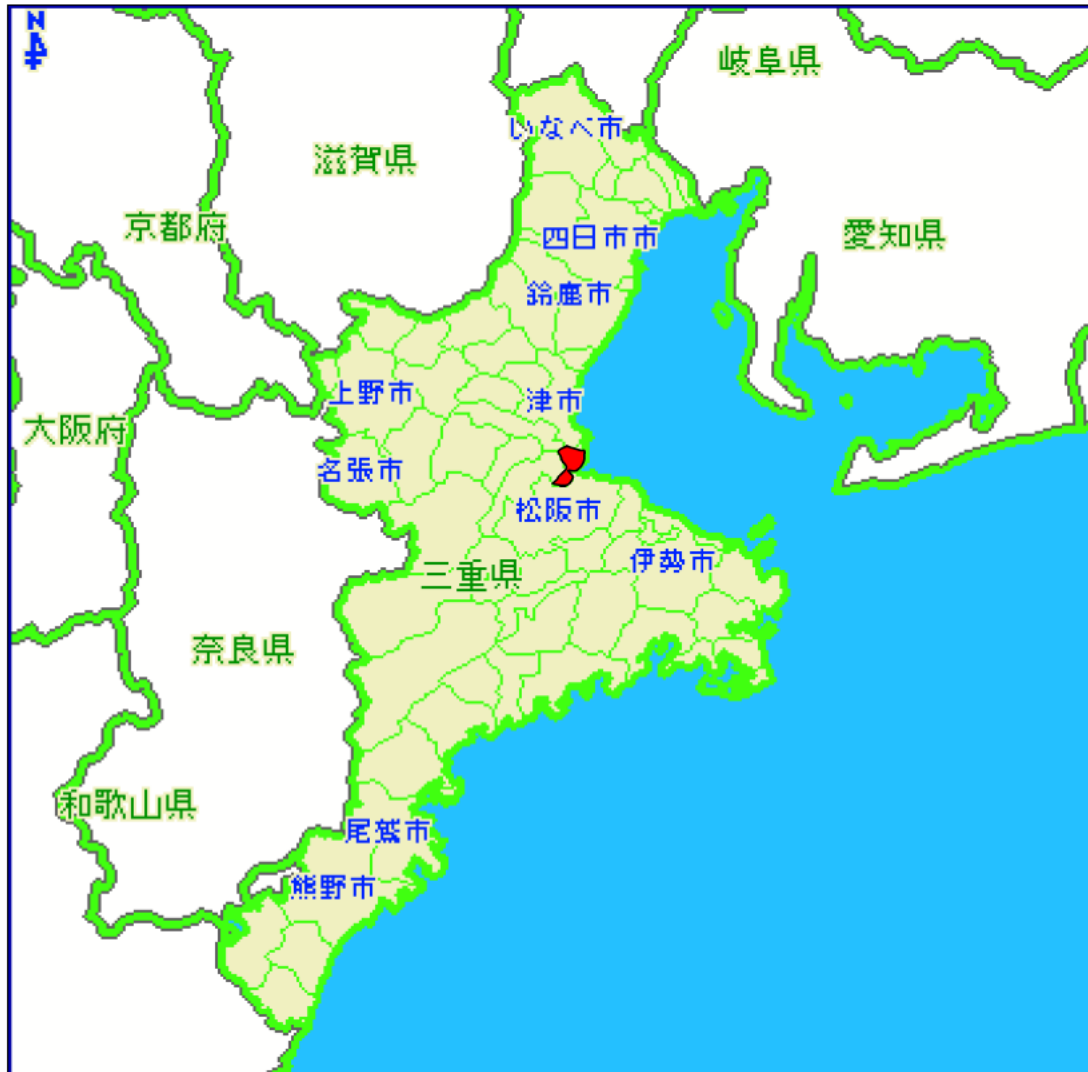 N
岐阜県
いなべ市
滋賀県
京都府
四日市市
愛知県
鈴鹿市
上野市
津市
大阪府
名張市
松阪市
伊勢市
三重県
奈良県
和歌山県
尾鷲市
熊野市